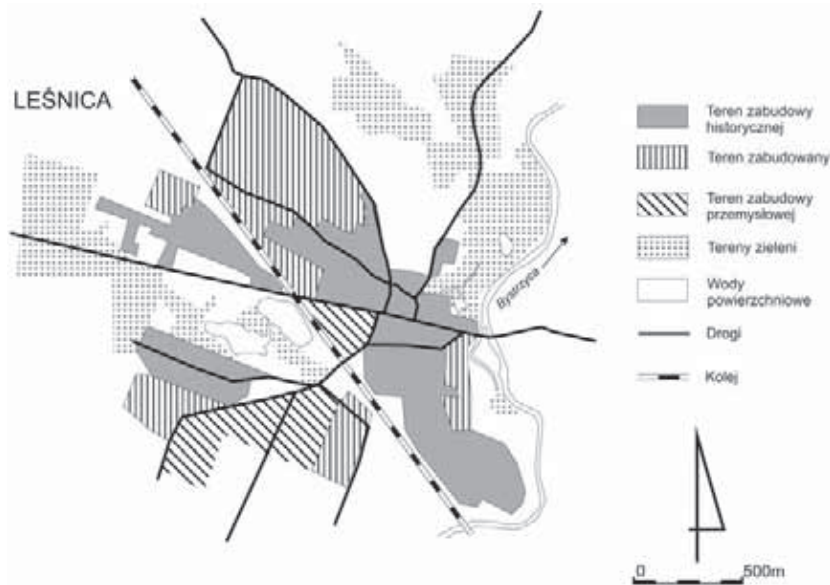 LEŚNICA
Teren zabudowy
historycznej
Teren zabudowany
Teren zabudowy
przemysłowej
Tereny zieleni
Wody
powierzchniowe
Drogi
Kolej
Bystrzyca
0 500m